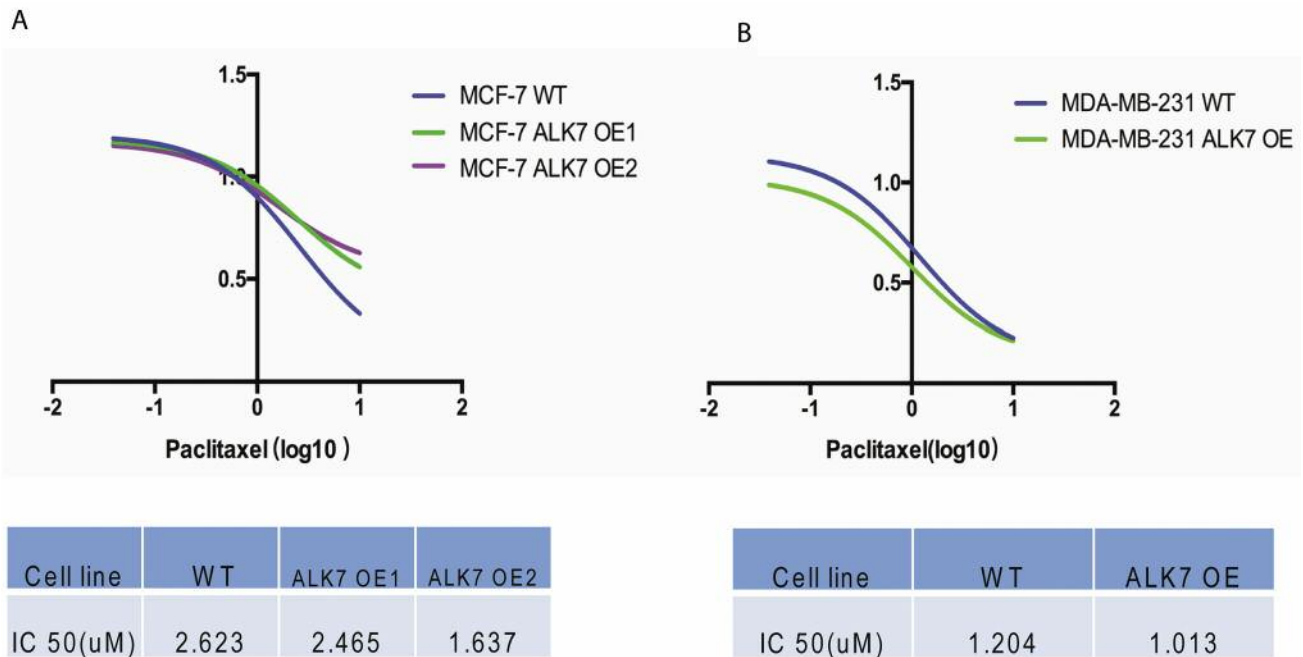 A
B
1.5
1.0
0.5
MCF-7 WT
MCF-7 ALK7 OE1
MCF-7 ALK7 OE2
-2 -1 0 1 2
Paclitaxel (log10 )
1.5
1.0
0.5
MDA-MB-231 WT
MDA-MB-231 ALK7 OE
-2 -1 0 1 2
Paclitaxel(log10)
Cell line WT ALK7 OE1 ALK7 OE2
IC 50(uM) 2.623 2.465 1.637
Cell line WT ALK7 OE
IC 50(uM) 1.204 1.013